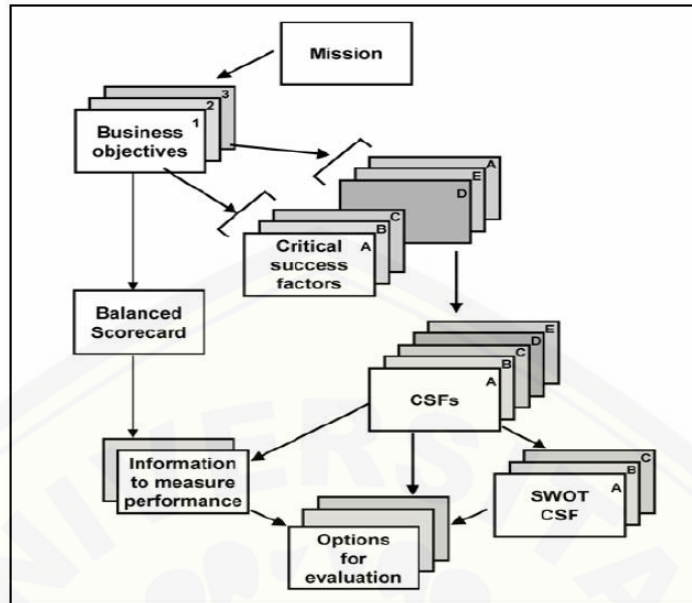 Mission
3
2
1
Business
objectives
A
E
D
C
B
A
Critical
success
factors
Balanced
Scorecard
E
D
C
B
A
CSFs
Information
to measure
performance
C
B
A
SWOT
CSF
Options
for
evaluation